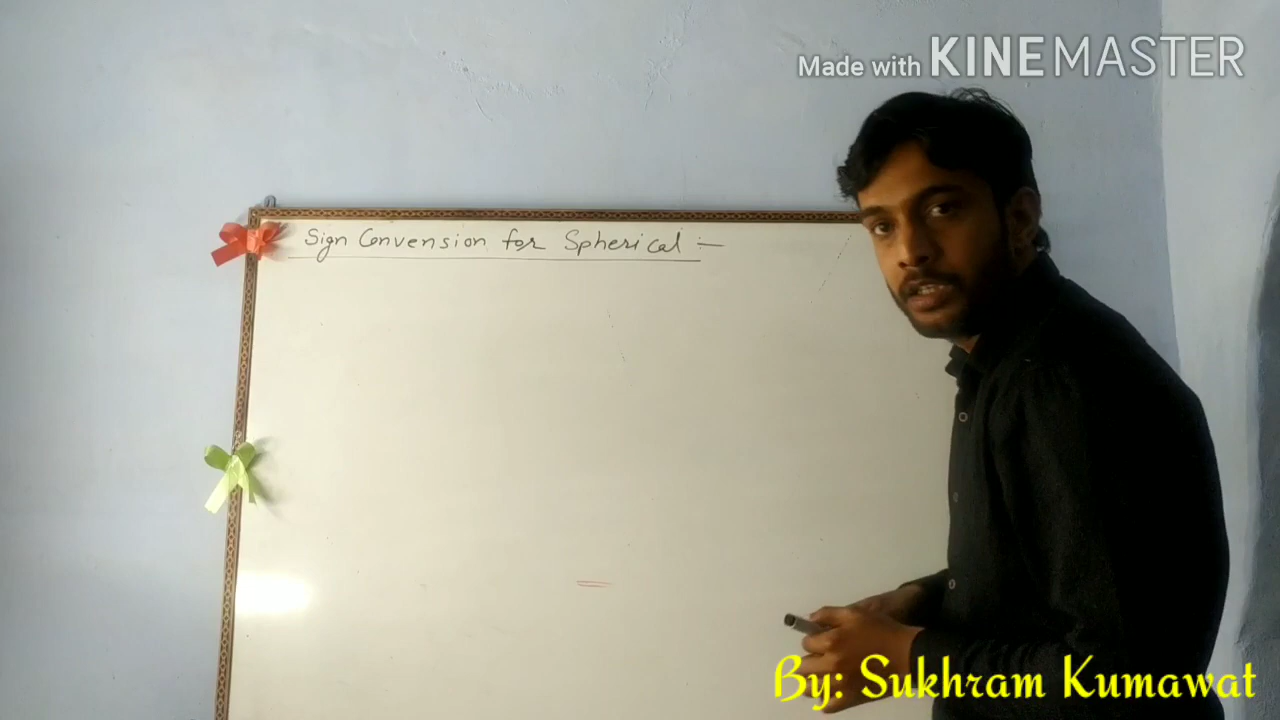 Made with KINEMASTER
Sign Convension for Spherical :-
By: Sukhram Kumawat